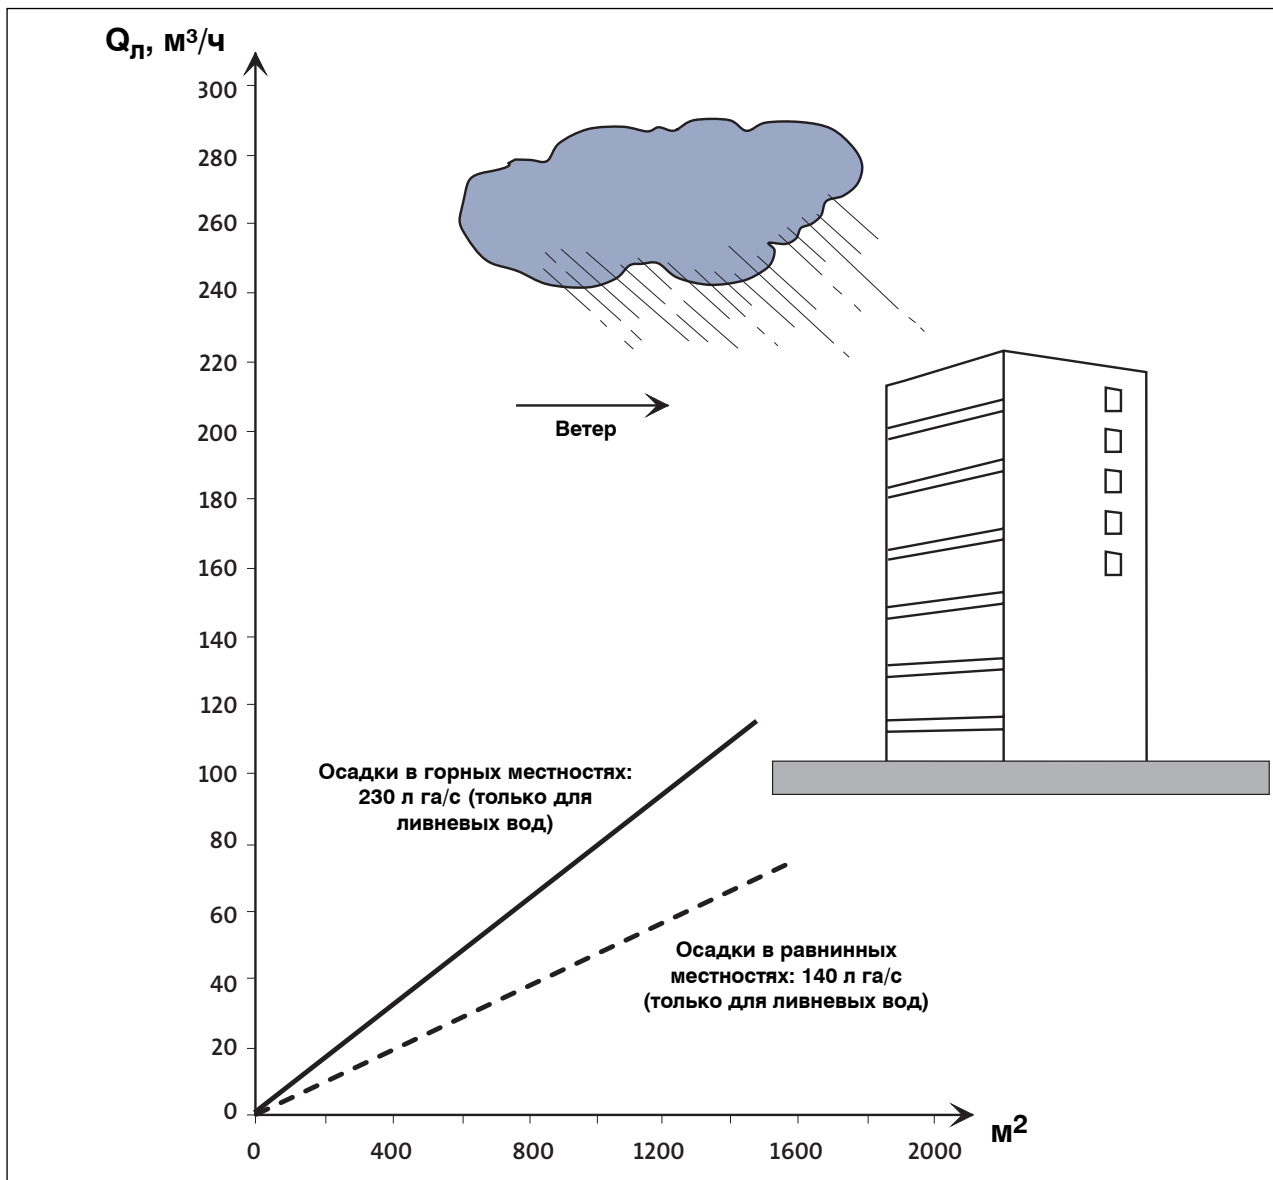 Qл, м³/ч
300
280
260
240
220
200
180
160
140
120
100
80
60
40
20
0
Ветер
Осадки в горных местностях:
230 л га/с (только для
ливневых вод)
Осадки в равнинных
местностях: 140 л га/с
(только для ливневых вод)
0 400 800 1200 1600 2000
м²